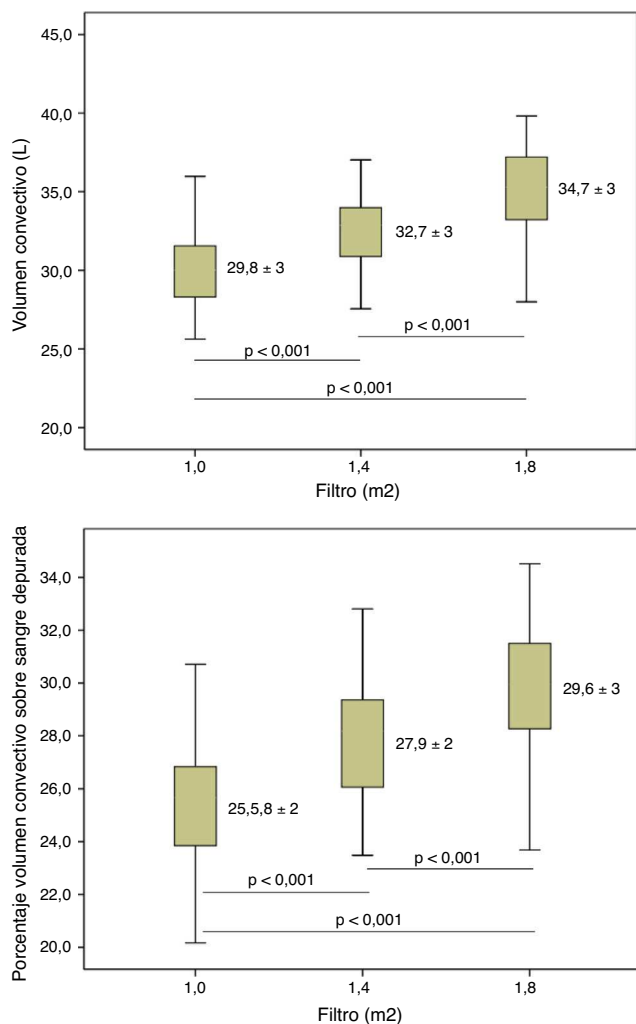 Volumen convectivo (L)
45,0
40,0
35,0
30,0
25,0
20,0
29,8 ± 3
32,7 ± 3
34,7 ± 3
p < 0,001
p < 0,001
p < 0,001
1,0
1,4
1,8
Filtro (m2)
Porcentaje volumen convectivo sobre sangre depurada
34,0
32,0
30,0
28,0
26,0
24,0
22,0
20,0
25,5,8 ± 2
27,9 ± 2
29,6 ± 3
p < 0,001
p < 0,001
p < 0,001
1,0
1,4
1,8
Filtro (m2)